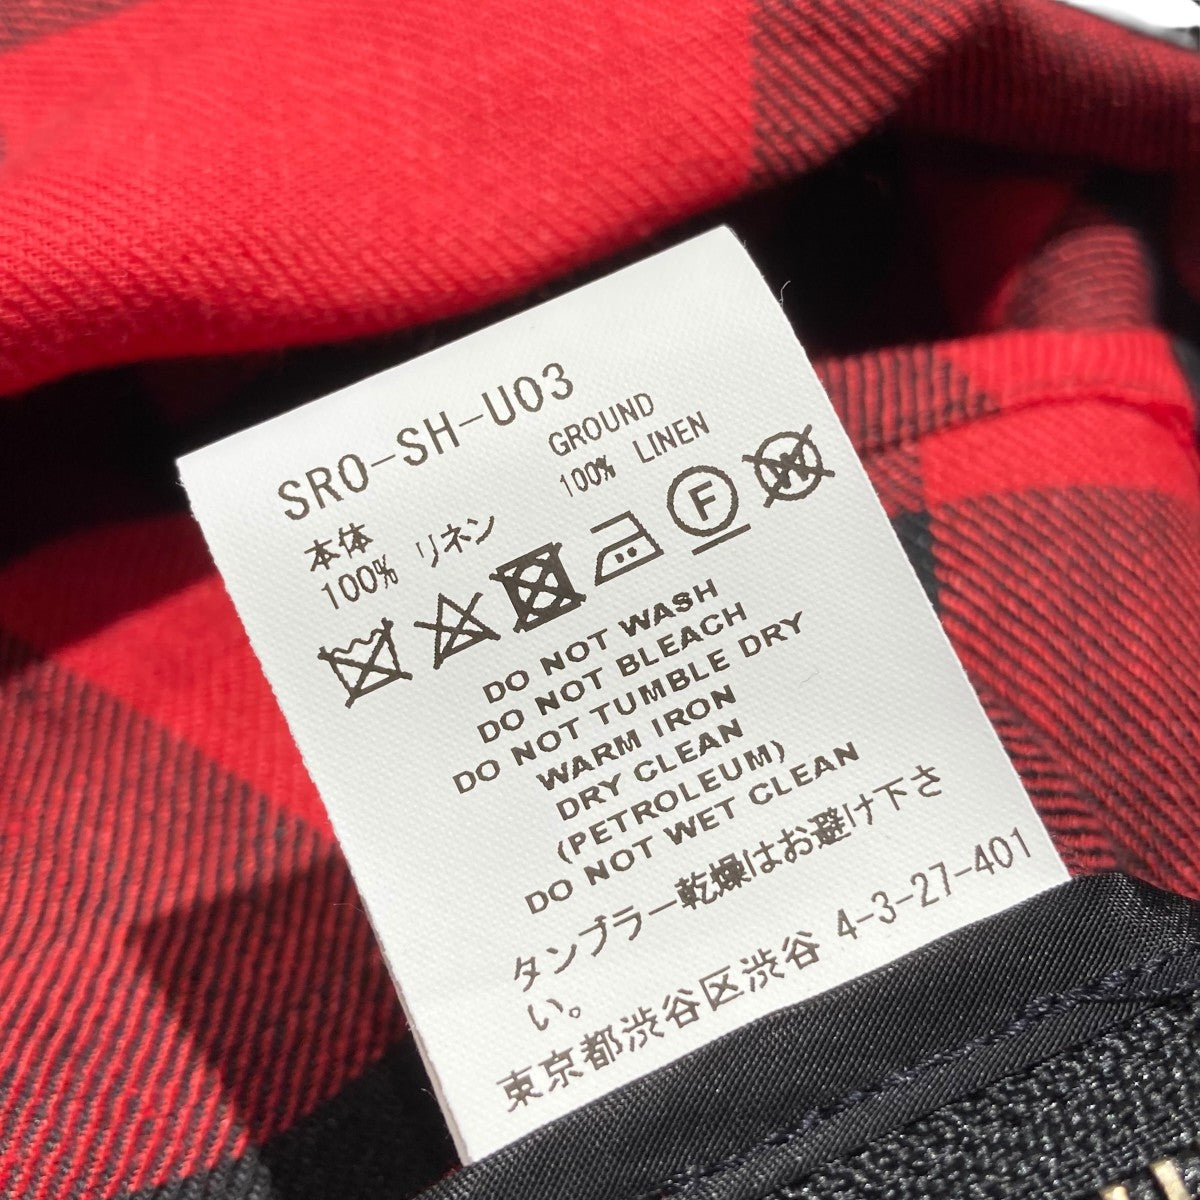 SRO-SH-U03
本体
100% リネン
GROUND
100% LINEN
F
W
DO NOT WASH
DO NOT BLEACH
DO NOT TUMBLE DRY
WARM IRON
DRY CLEAN
(PETROLEUM)
DO NOT WET CLEAN
タンブラー乾燥はお避け下さ
い。
東京都渋谷区渋谷 4-3-27-401